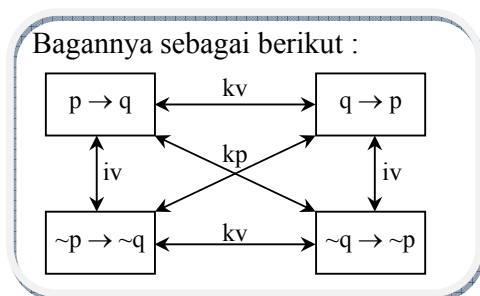 Bagannya sebagai berikut :
p → q kv q → p
kp
iv iv
~p → ~q kv ~q → ~p